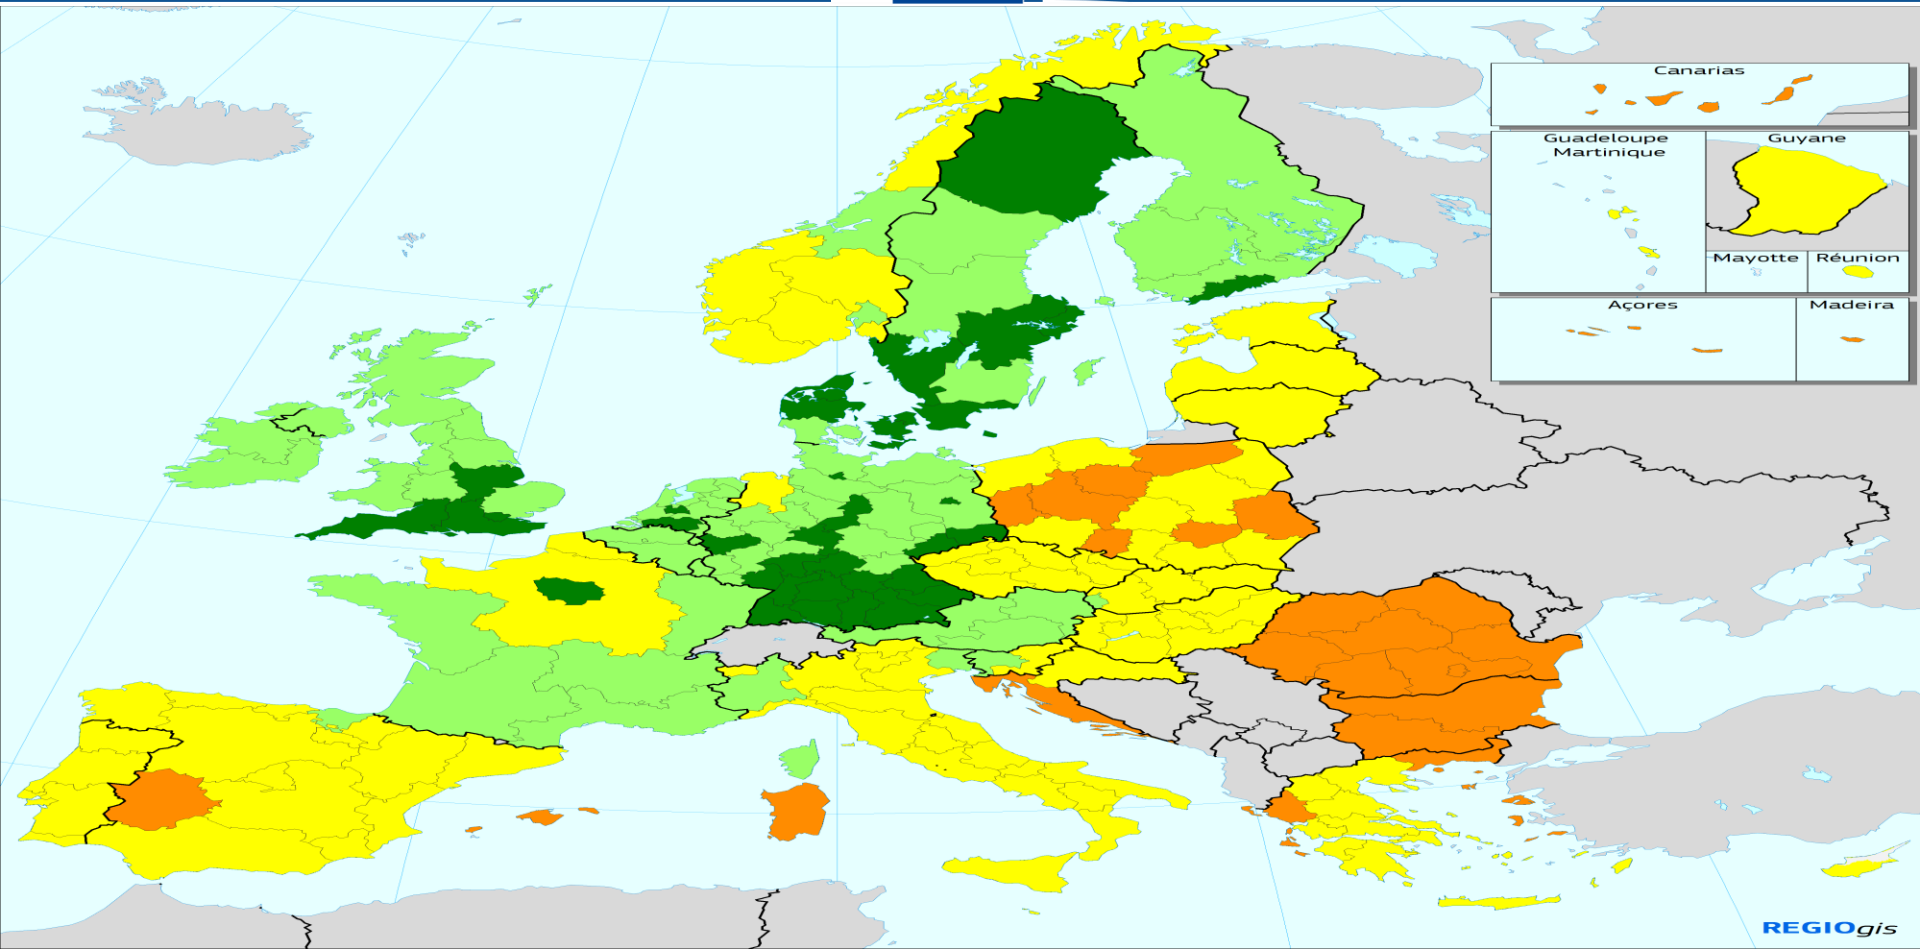 Canarias
Guadeloupe
Martinique
Guyane
Mayotte
Réunion
Açores
Madeira
REGIOgis